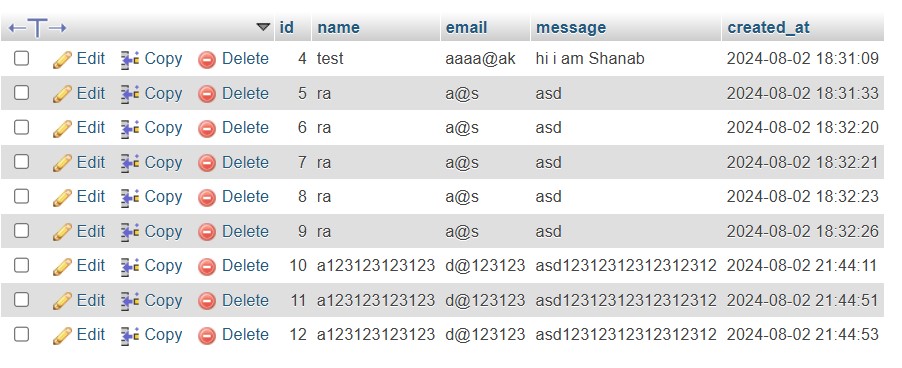 id name email message created_at
Edit Copy Delete 4 test aaaa@ak hi i am Shanab 2024-08-02 18:31:09
Edit Copy Delete 5 ra a@s asd 2024-08-02 18:31:33
Edit Copy Delete 6 ra a@s asd 2024-08-02 18:32:20
Edit Copy Delete 7 ra a@s asd 2024-08-02 18:32:21
Edit Copy Delete 8 ra a@s asd 2024-08-02 18:32:23
Edit Copy Delete 9 ra a@s asd 2024-08-02 18:32:26
Edit Copy Delete 10 a123123123123 d@123123 asd12312312312312312 2024-08-02 21:44:11
Edit Copy Delete 11 a123123123123 d@123123 asd12312312312312312 2024-08-02 21:44:51
Edit Copy Delete 12 a123123123123 d@123123 asd12312312312312312 2024-08-02 21:44:53